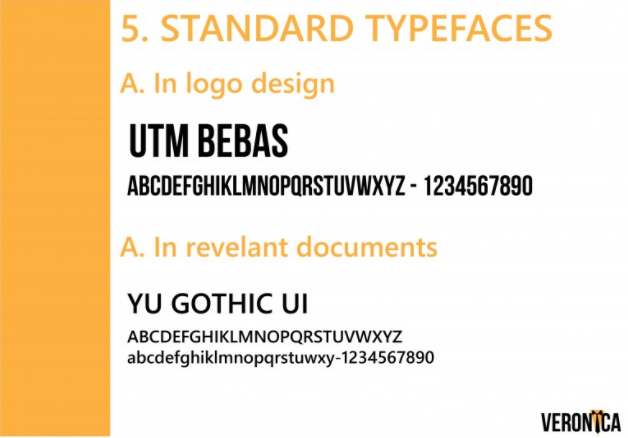 5. STANDARD TYPEFACES
A. In logo design
UTM BEBAS
ABCDEFGHIKLMNOPQRSTUVWXYZ - 1234567890
A. In revelant documents
YU GOTHIC UI
ABCDEFGHIKLMNOPQRSTUVWXYZ
abcdefghiklmnopqrstuwxy-1234567890
VERONICA